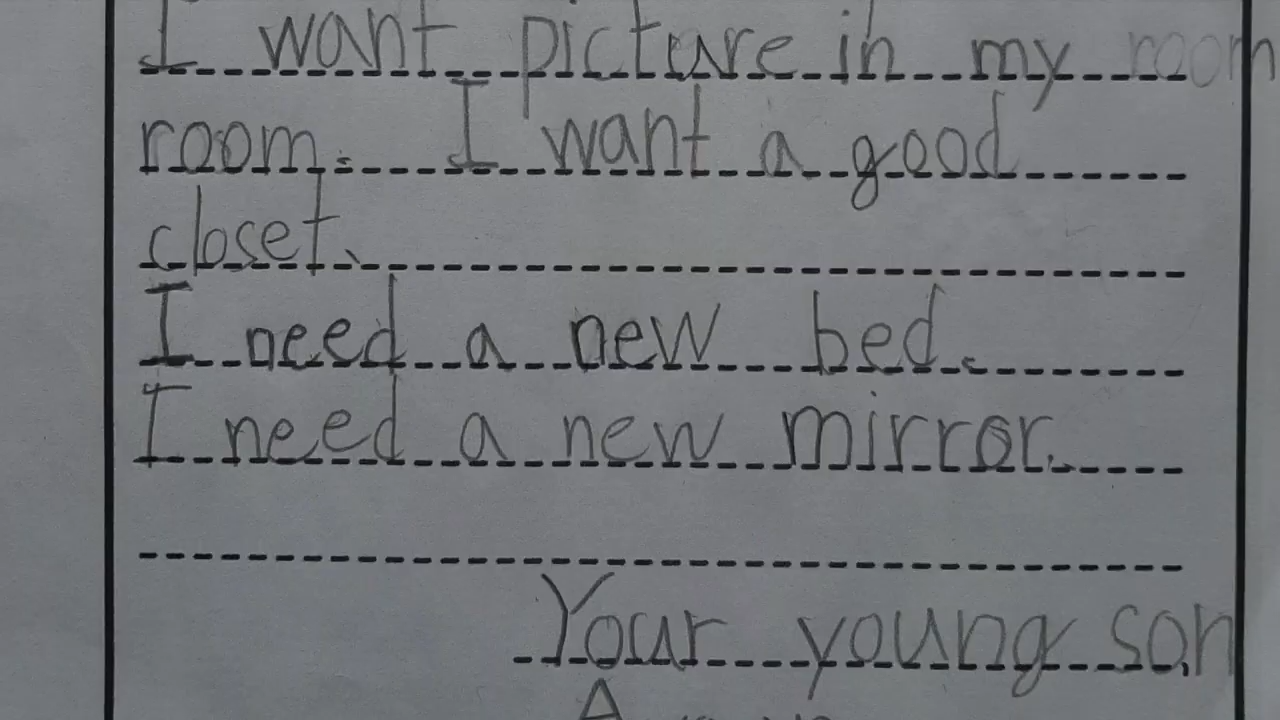 I want picture in my room
room. I want a good
closet.
I need a new bed.
I need a new mirror.
Your young son